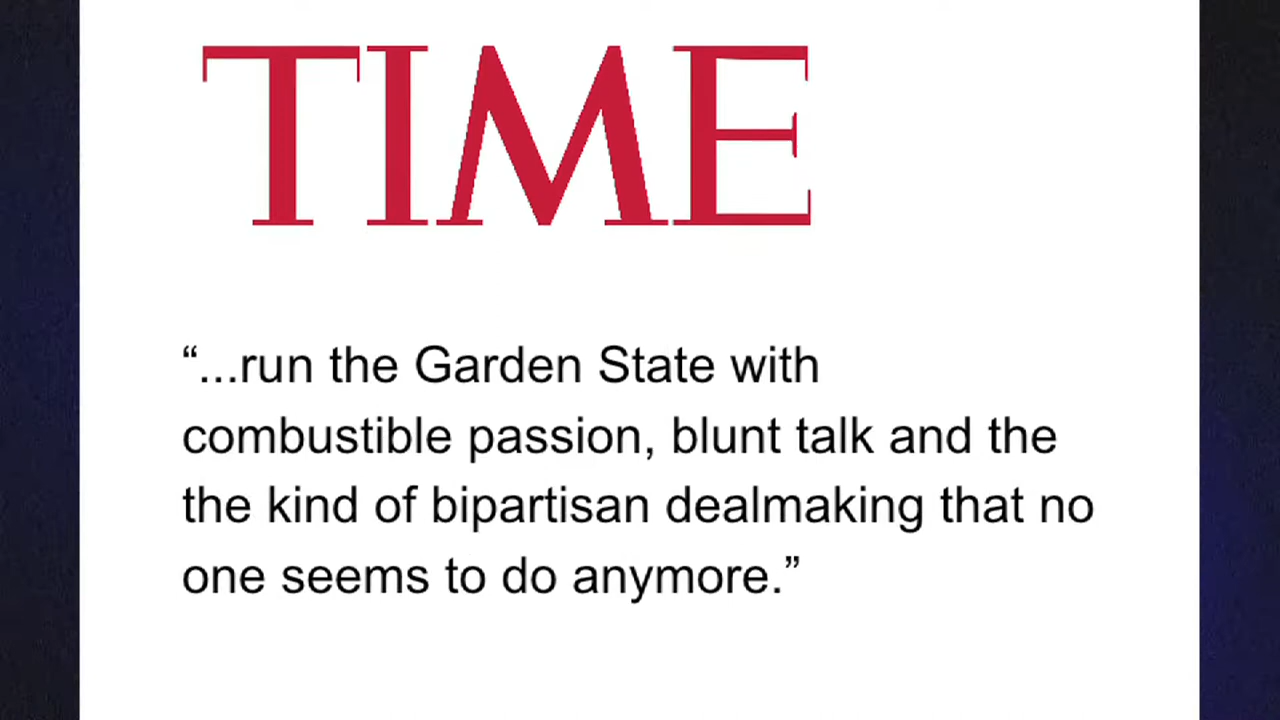 TIME
“...run the Garden State with
combustible passion, blunt talk and the
the kind of bipartisan dealmaking that no
one seems to do anymore.”